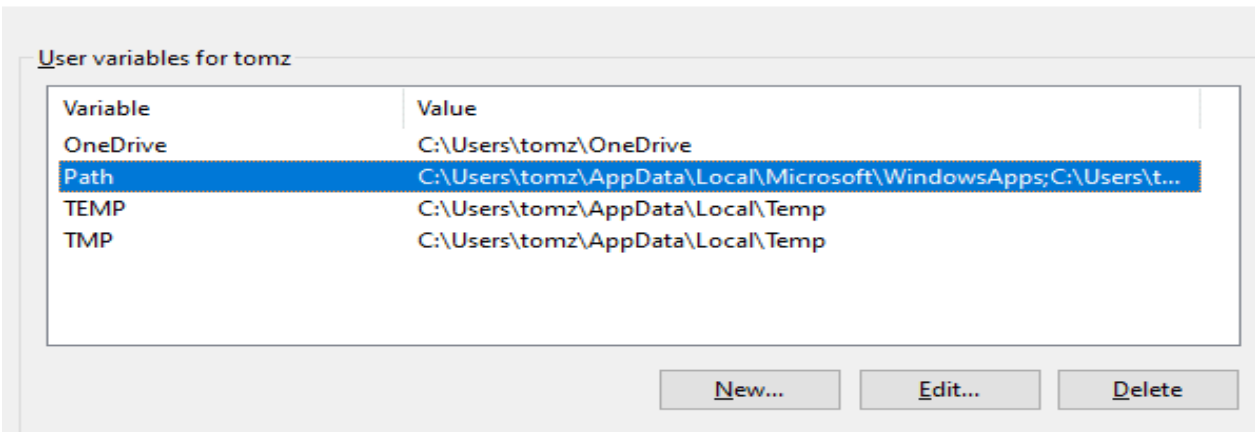 User variables for tomz
Variable Value
OneDrive C:\Users\tomz\OneDrive
Path C:\Users\tomz\AppData\Local\Microsoft\WindowsApps;C:\Users\t...
TEMP C:\Users\tomz\AppData\Local\Temp
TMP C:\Users\tomz\AppData\Local\Temp
New... Edit... Delete